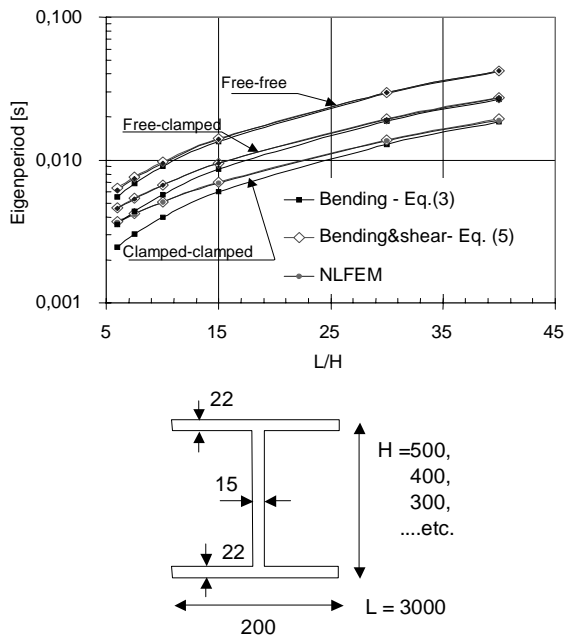 0,100
0,010
0,001
Eigenperiod [s]
Free-free
Free-clamped
Clamped-clamped
Bending - Eq.(3)
Bending&shear- Eq. (5)
NLFEM
5 15 25 35 45
L/H
22
15
22
200
H =500,
400,
300,
....etc.
L = 3000